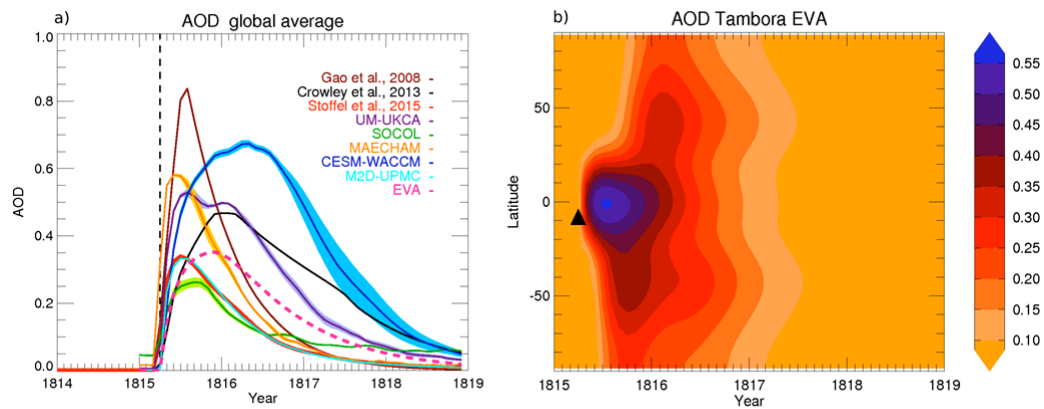 a)
AOD global average
1.0
0.8
0.6
0.4
0.2
0.0
AOD
Gao et al., 2008 -
Crowley et al., 2013 -
Stoffel et al., 2015 -
UM-UKCA -
SOCOL -
MAECHAM -
CESM-WACCM -
M2D-UPMC -
EVA -
1814 1815 1816 1817 1818 1819
Year
b)
AOD Tambora EVA
50
0
-50
Latitude
1815 1816 1817 1818 1819
Year
0.55
0.50
0.45
0.40
0.35
0.30
0.25
0.20
0.15
0.10